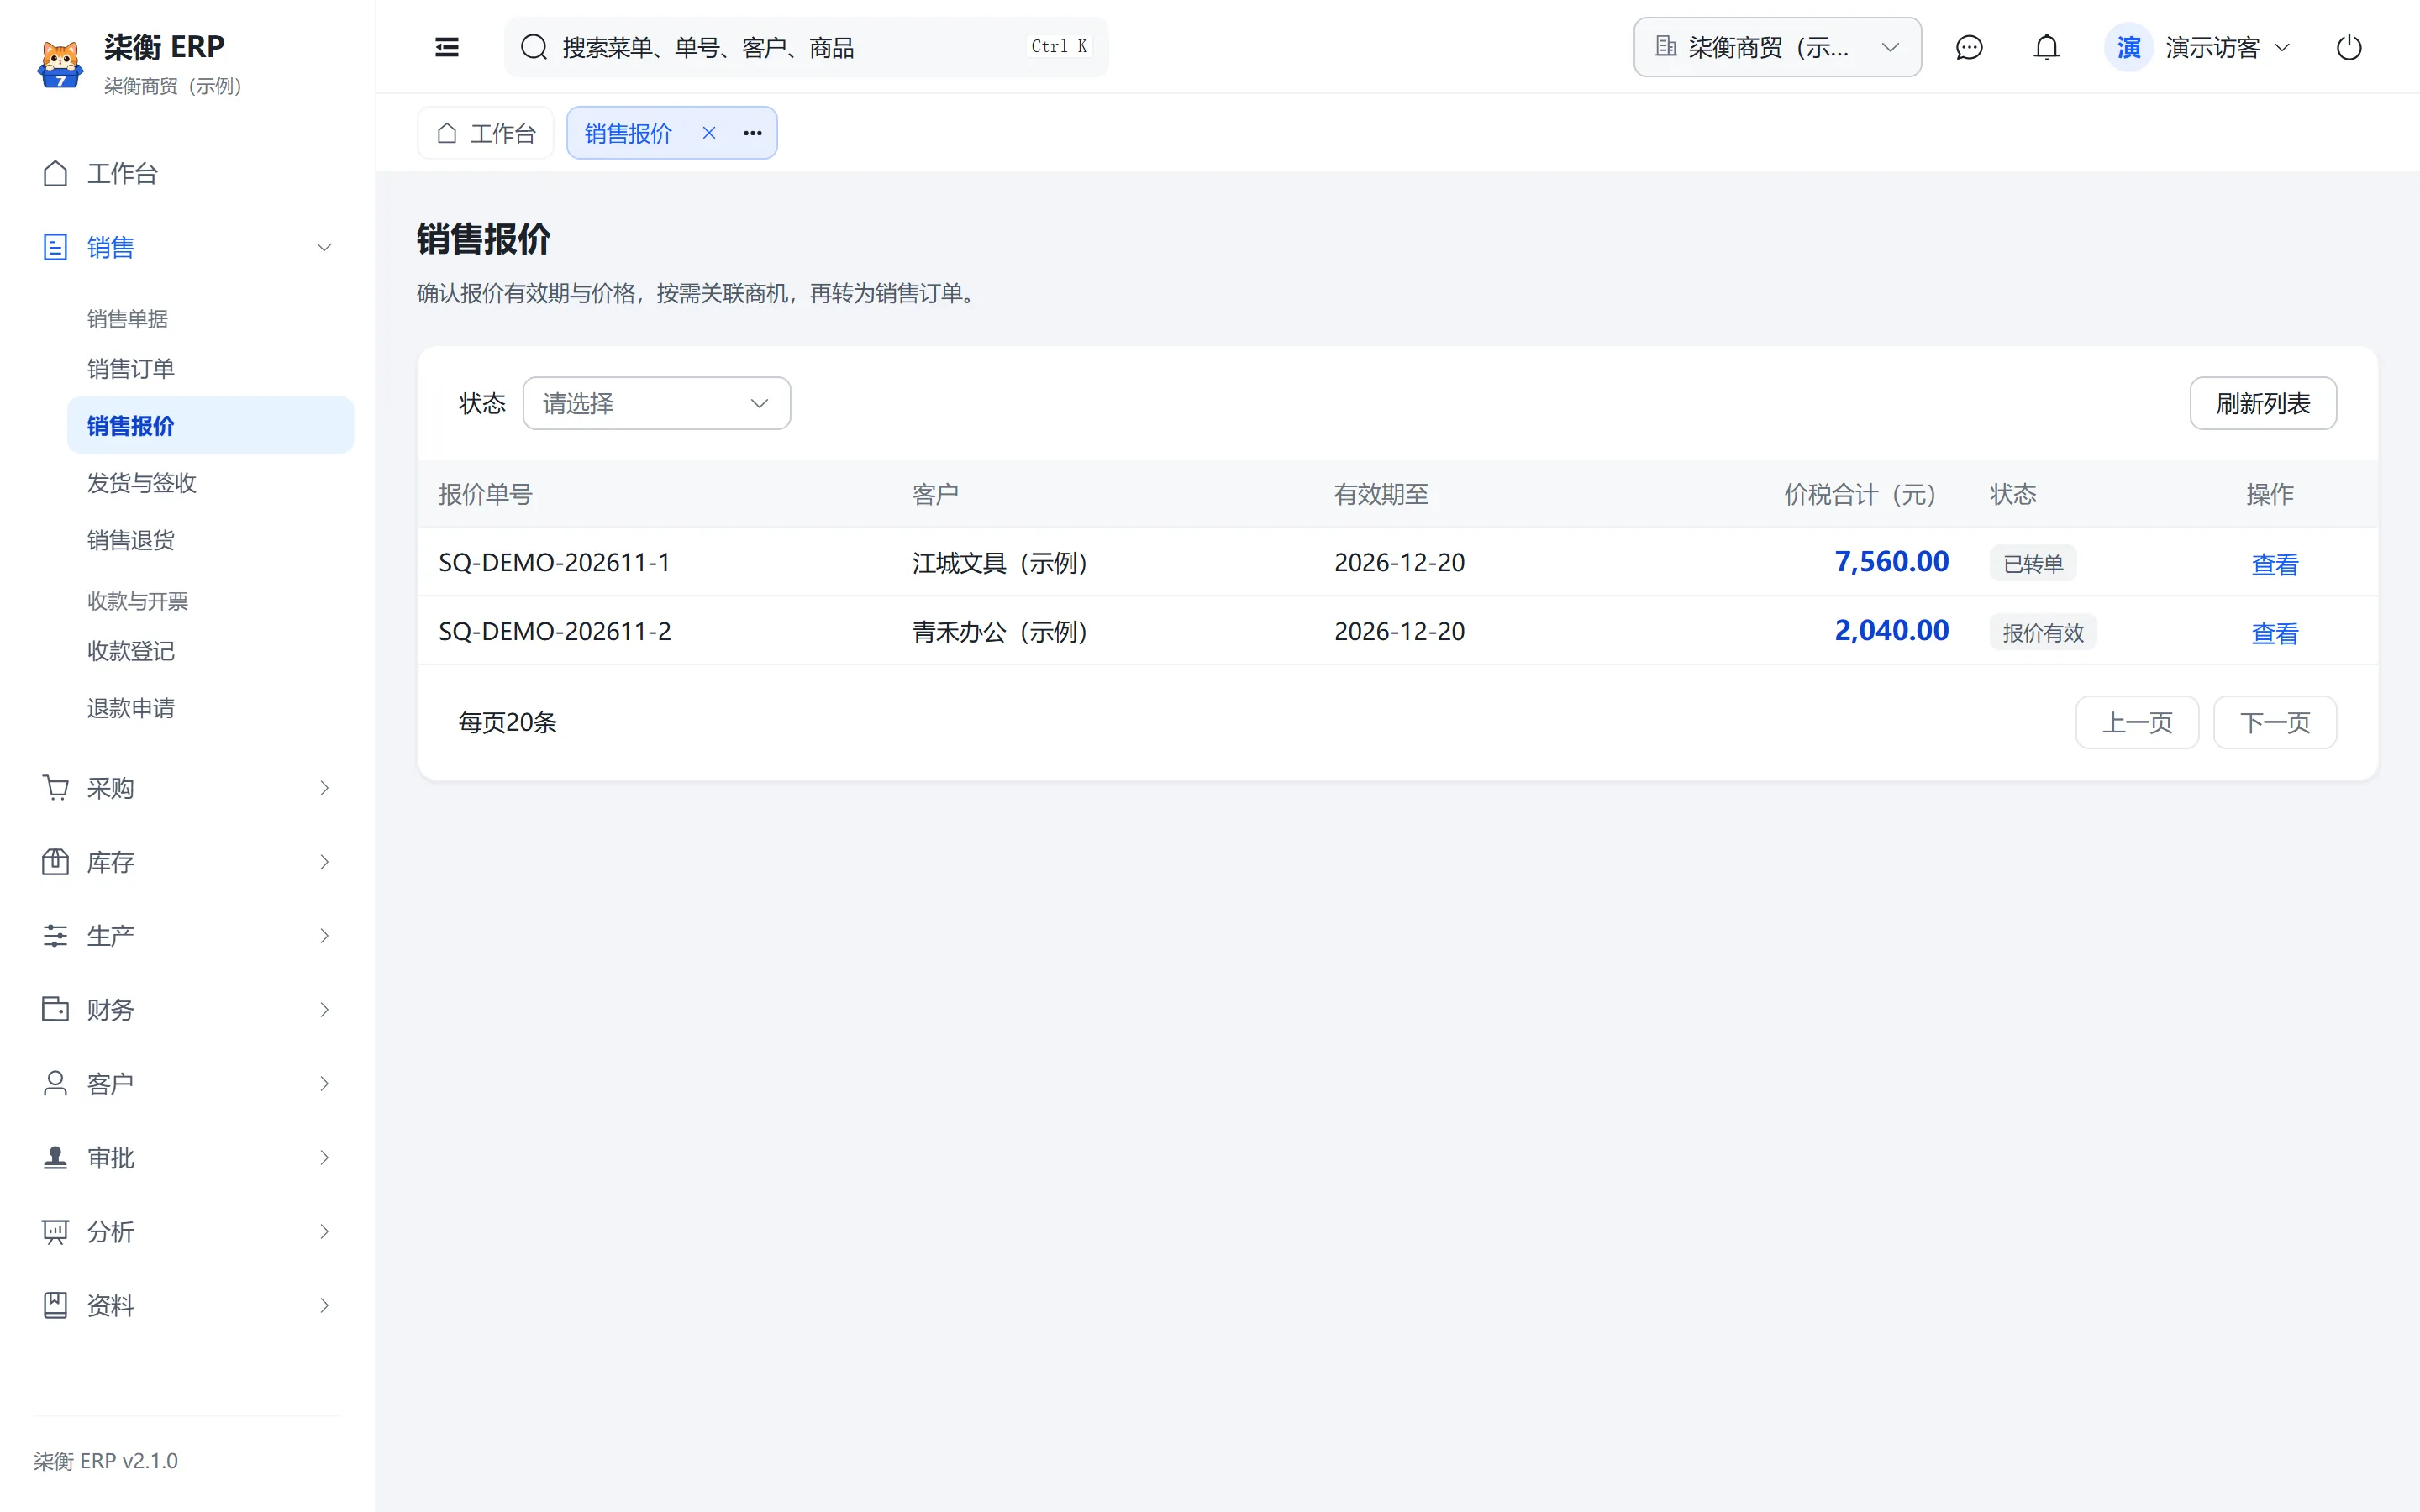 柒衡 ERP
柒衡商贸（示例）
搜索菜单、单号、客户、商品
Ctrl K
柒衡商贸（示...
演
演示访客
工作台
销售报价
工作台
销售
销售单据
销售订单
销售报价
发货与签收
销售退货
收款与开票
收款登记
退款申请
采购
库存
生产
财务
客户
审批
分析
资料
柒衡 ERP v2.1.0
销售报价
确认报价有效期与价格，按需关联商机，再转为销售订单。
状态 请选择 刷新列表
报价单号 客户 有效期至 价税合计（元） 状态 操作
SQ-DEMO-202611-1 江城文具（示例） 2026-12-20 7,560.00 已转单 查看
SQ-DEMO-202611-2 青禾办公（示例） 2026-12-20 2,040.00 报价有效 查看
每页20条 上一页 下一页